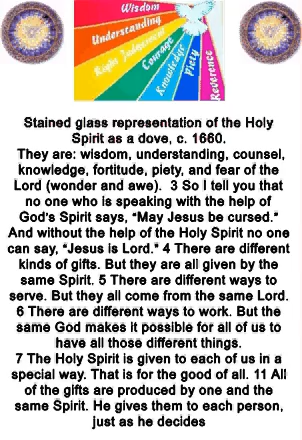 Wisdom
Understanding
Right Judgement
Courage
Knowledge
Piety
Reverence
Stained glass representation of the Holy
Spirit as a dove, c. 1660.
They are: wisdom, understanding, counsel,
knowledge, fortitude, piety, and fear of the
Lord (wonder and awe).  3 So I tell you that
no one who is speaking with the help of
God's Spirit says, “May Jesus be cursed.”
And without the help of the Holy Spirit no one
can say, “Jesus is Lord.” 4 There are different
kinds of gifts. But they are all given by the
same Spirit. 5 There are different ways to
serve. But they all come from the same Lord.
6 There are different ways to work. But the
same God makes it possible for all of us to
have all those different things.
7 The Holy Spirit is given to each of us in a
special way. That is for the good of all. 11 All
of the gifts are produced by one and the
same Spirit. He gives them to each person,
just as he decides